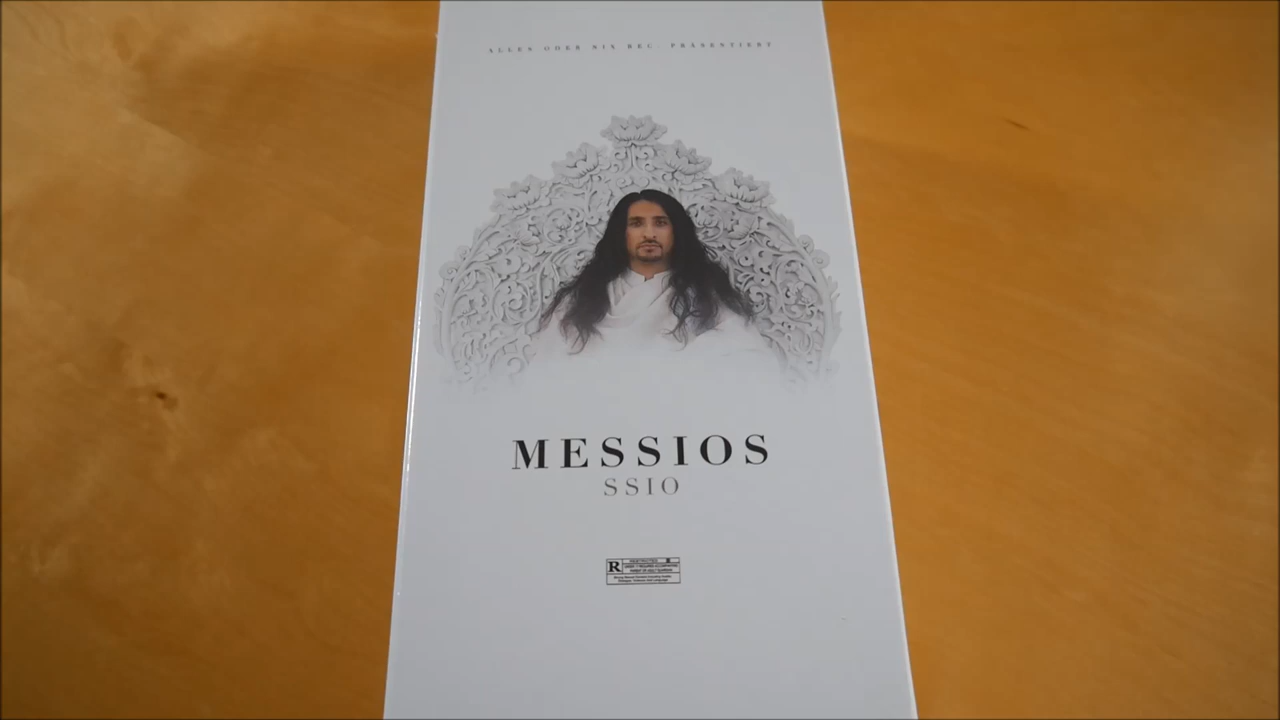 ALLES ODER NIX REC. PRÄSENTIERT
MESSIOS
SSIO
R